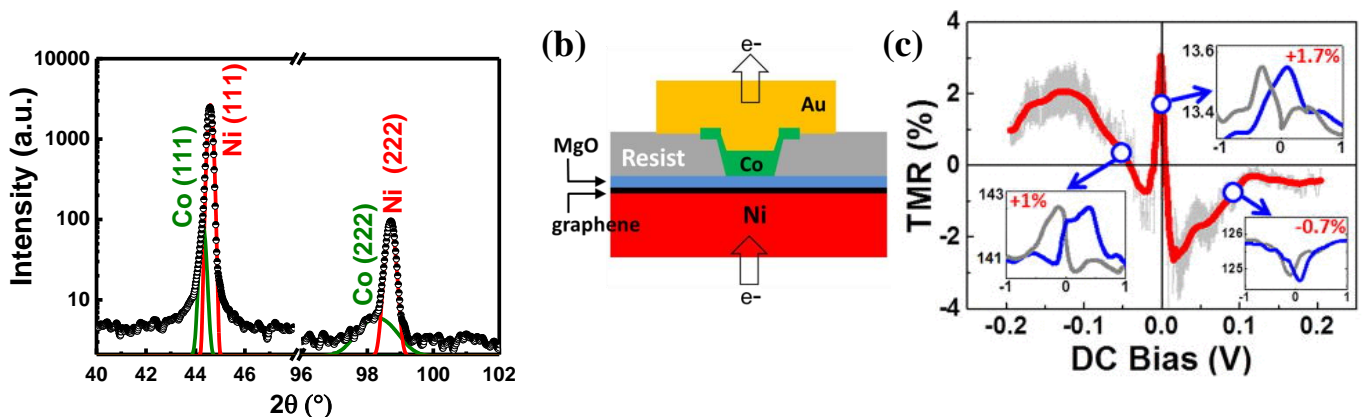 Intensity (a.u.)
10000
1000
100
10
Co (111)
Ni (111)
Co (222)
Ni (222)
40
42
44
46
96
98
100
102
2θ (°)
(b)
e-
Au
MgO
Resist
Co
graphene
Ni
e-
(c)
TMR (%)
4
2
0
-2
-4
-0.2
-0.1
0.0
0.1
0.2
DC Bias (V)
13.6
13.4
+1.7%
-1
0
1
143
141
+1%
-1
0
1
126
125
-0.7%
-1
0
1